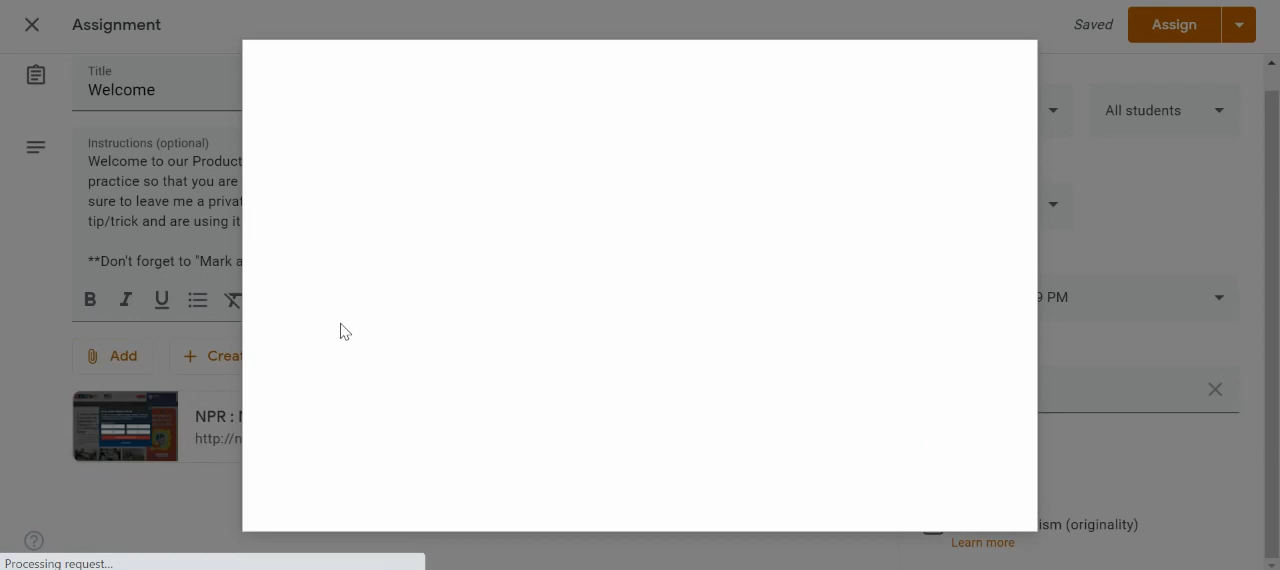 Assignment
Saved
Assign
Title
Welcome
All students
Instructions (optional)
Welcome to our Product
practice so that you are
sure to leave me a privat
tip/trick and are using it
**Don't forget to "Mark a
9 PM
Add
Creat
NPR : N
http://n
ism (originality)
Learn more
Processing request...